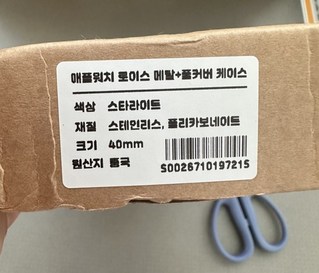 애플워치 토이스 메탈+풀커버 케이스
색상 스타라이트
재질 스테인리스, 폴리카보네이트
크기 40mm
원산지 중국
S002671019721S